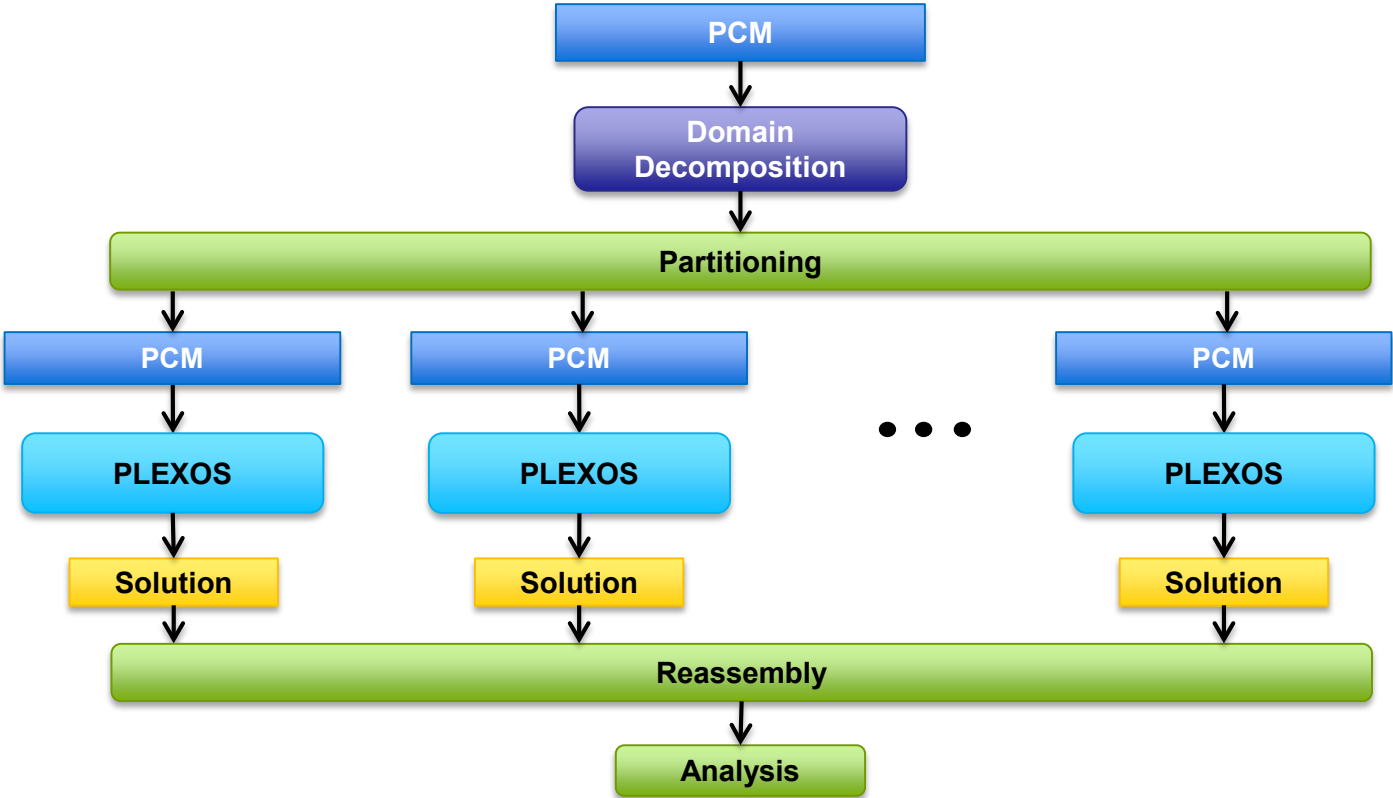 PCM
Domain
Decomposition
Partitioning
PCM
PCM
PCM
PLEXOS
PLEXOS
PLEXOS
Solution
Solution
Solution
Reassembly
Analysis